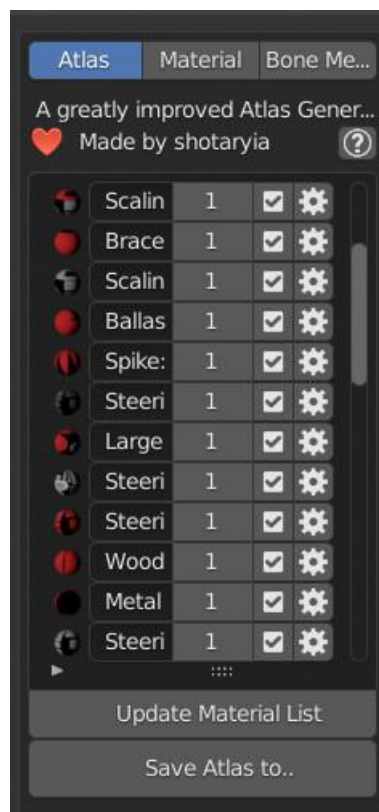 Atlas Material Bone Me...
A greatly improved Atlas Gener...
Made by shotaryia ?
Scalin 1
Brace 1
Scalin 1
Ballas 1
Spike: 1
Steeri 1
Large 1
Steeri 1
Steeri 1
Wood 1
Metal 1
Steeri 1
Update Material List
Save Atlas to..